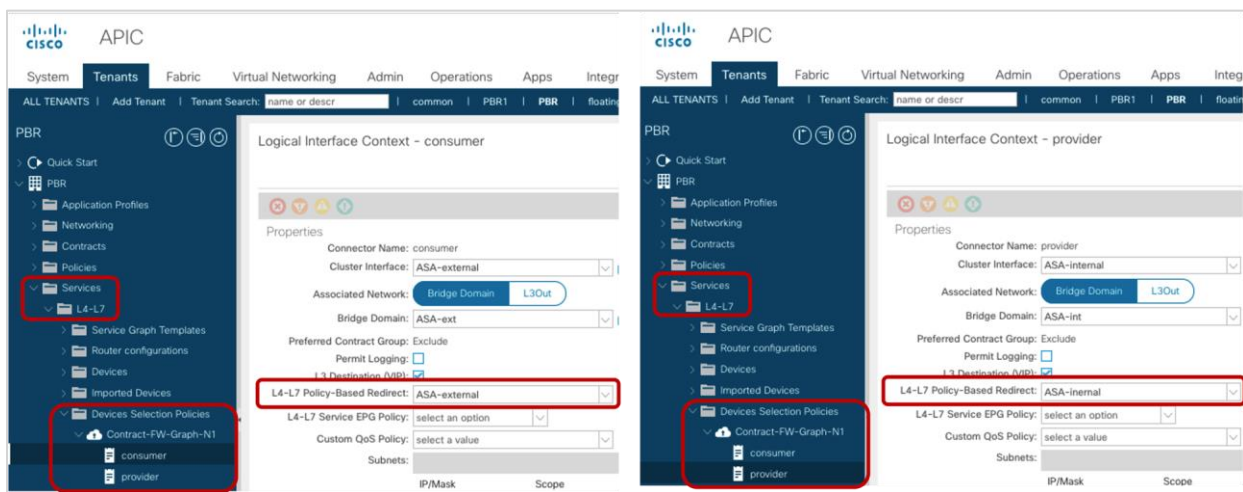 CISCO APIC
System Tenants Fabric Virtual Networking Admin Operations Apps Integr
ALL TENANTS | Add Tenant | Tenant Search: name or descr | common | PBR1 | PBR | floating
PBR
Quick Start
PBR
Application Profiles
Networking
Contracts
Policies
Services
L4-L7
Service Graph Templates
Router configurations
Devices
Imported Devices
Devices Selection Policies
Contract-FW-Graph-N1
consumer
provider
Logical Interface Context - consumer
Properties
Connector Name: consumer
Cluster Interface: ASA-external
Associated Network: Bridge Domain L3Out
Bridge Domain: ASA-ext
Preferred Contract Group: Exclude
Permit Logging:
L3 Destination (VIP):
L4-L7 Policy-Based Redirect: ASA-external
L4-L7 Service EPG Policy: select an option
Custom QoS Policy: select a value
Subnets:
IP/Mask Scope
CISCO APIC
System Tenants Fabric Virtual Networking Admin Operations Apps Integ
ALL TENANTS | Add Tenant | Tenant Search: name or descr | common | PBR1 | PBR | floatin
PBR
Quick Start
PBR
Application Profiles
Networking
Contracts
Policies
Services
L4-L7
Service Graph Templates
Router configurations
Devices
Imported Devices
Devices Selection Policies
Contract-FW-Graph-N1
consumer
provider
Logical Interface Context - provider
Properties
Connector Name: provider
Cluster Interface: ASA-internal
Associated Network: Bridge Domain L3Out
Bridge Domain: ASA-int
Preferred Contract Group: Exclude
Permit Logging:
L3 Destination (VIP):
L4-L7 Policy-Based Redirect: ASA-inernal
L4-L7 Service EPG Policy: select an option
Custom QoS Policy: select a value
Subnets:
IP/Mask Scope